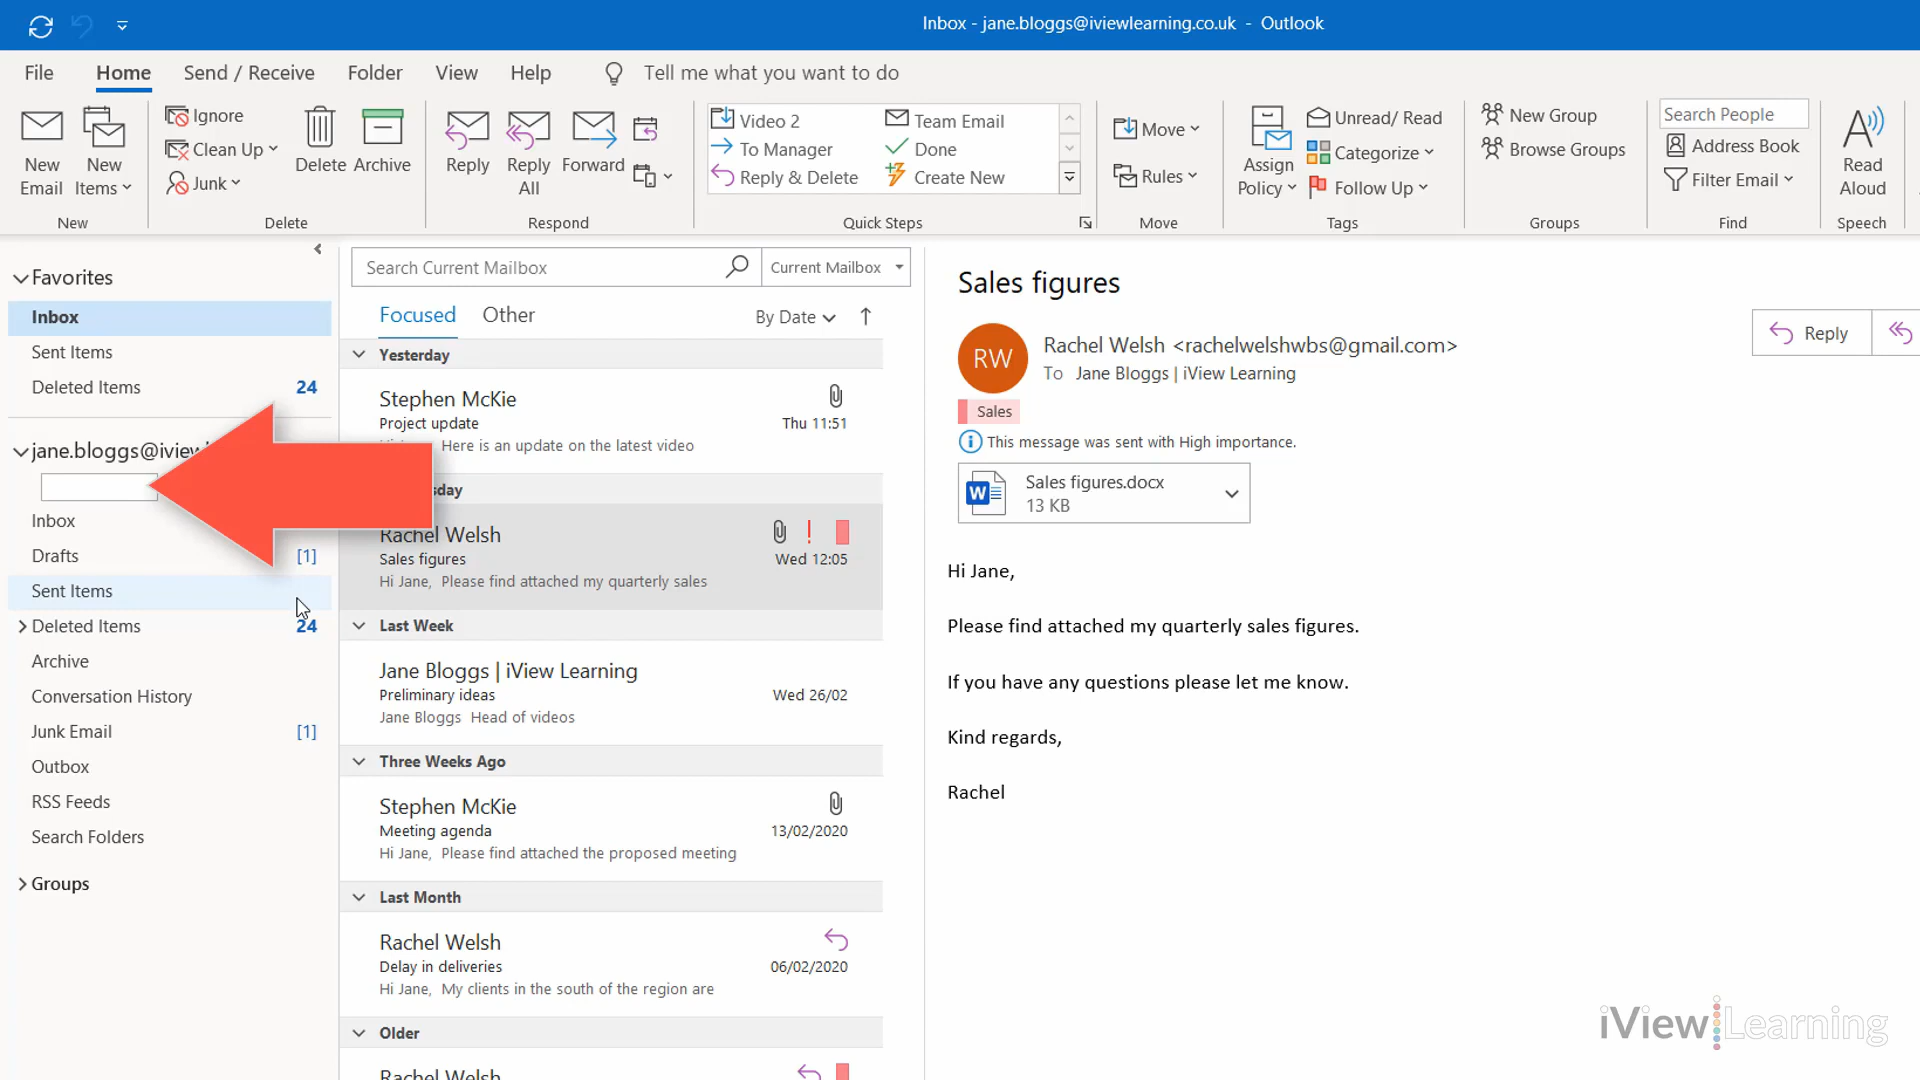 Inbox - jane.bloggs@iviewlearning.co.uk - Outlook
File
Home
Send / Receive
Folder
View
Help
Tell me what you want to do
New
Email
New
Items
New
Ignore
Clean Up
Junk
Delete
Archive
Delete
Reply
Reply
All
Forward
Respond
Video 2
To Manager
Reply & Delete
Team Email
Done
Create New
Quick Steps
Move
Rules
Move
Assign
Policy
Unread/ Read
Categorize
Follow Up
Tags
New Group
Browse Groups
Groups
Search People
Address Book
Filter Email
Find
Read
Aloud
Speech
Favorites
Inbox
Sent Items
Deleted Items 24
jane.bloggs@iview
Inbox
Drafts [1]
Sent Items
Deleted Items 24
Archive
Conversation History
Junk Email [1]
Outbox
RSS Feeds
Search Folders
Groups
Search Current Mailbox
Current Mailbox
Focused
Other
By Date
Yesterday
Stephen McKie
Project update Thu 11:51
Here is an update on the latest video
Rachel Welsh
Sales figures Wed 12:05
Hi Jane, Please find attached my quarterly sales
Last Week
Jane Bloggs | iView Learning
Preliminary ideas Wed 26/02
Jane Bloggs Head of videos
Three Weeks Ago
Stephen McKie
Meeting agenda 13/02/2020
Hi Jane, Please find attached the proposed meeting
Last Month
Rachel Welsh
Delay in deliveries 06/02/2020
Hi Jane, My clients in the south of the region are
Older
Rachel Welsh
Sales figures
RW
Rachel Welsh <rachelwelshwbs@gmail.com>
To Jane Bloggs | iView Learning
Reply
Sales
This message was sent with High importance.
Sales figures.docx
13 KB
Hi Jane,
Please find attached my quarterly sales figures.
If you have any questions please let me know.
Kind regards,
Rachel
iView Learning